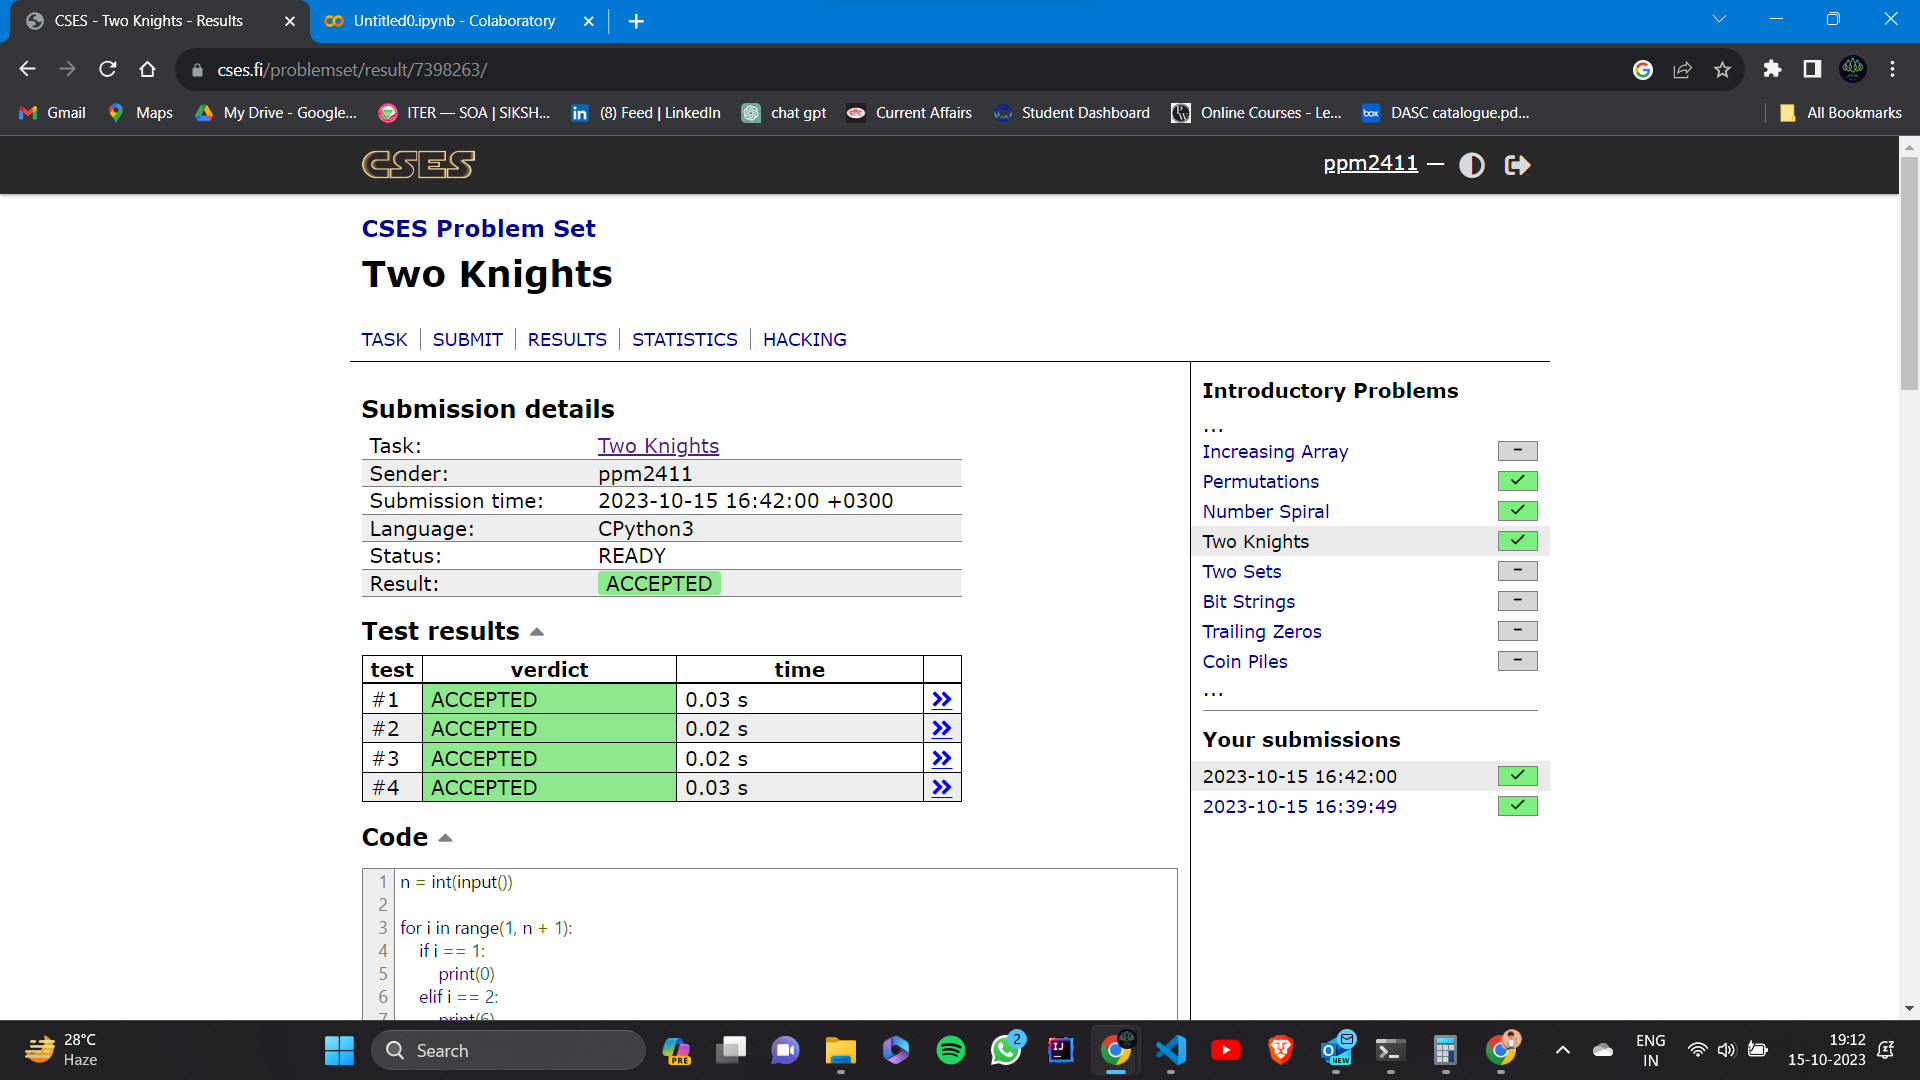 CSES - Two Knights - Results
Untitled0.ipynb - Colaboratory
cses.fi/problemset/result/7398263/
Gmail
Maps
My Drive - Google...
ITER — SOA | SIKSH...
(8) Feed | LinkedIn
chat gpt
Current Affairs
Student Dashboard
Online Courses - Le...
DASC catalogue.pd...
All Bookmarks
CSES
ppm2411 —
CSES Problem Set
Two Knights
TASK
SUBMIT
RESULTS
STATISTICS
HACKING
Submission details
Task: Two Knights
Sender: ppm2411
Submission time: 2023-10-15 16:42:00 +0300
Language: CPython3
Status: READY
Result: ACCEPTED
Test results
test verdict time
#1 ACCEPTED 0.03 s
#2 ACCEPTED 0.02 s
#3 ACCEPTED 0.02 s
#4 ACCEPTED 0.03 s
Code
1 n = int(input())
2
3 for i in range(1, n + 1):
4 if i == 1:
5 print(0)
6 elif i == 2:
7 print(6)
Introductory Problems
...
Increasing Array -
Permutations
Number Spiral
Two Knights
Two Sets -
Bit Strings -
Trailing Zeros -
Coin Piles -
...
Your submissions
2023-10-15 16:42:00
2023-10-15 16:39:49
28°C
Haze
Search
PRE
2
NEW
ENG
IN
19:12
15-10-2023